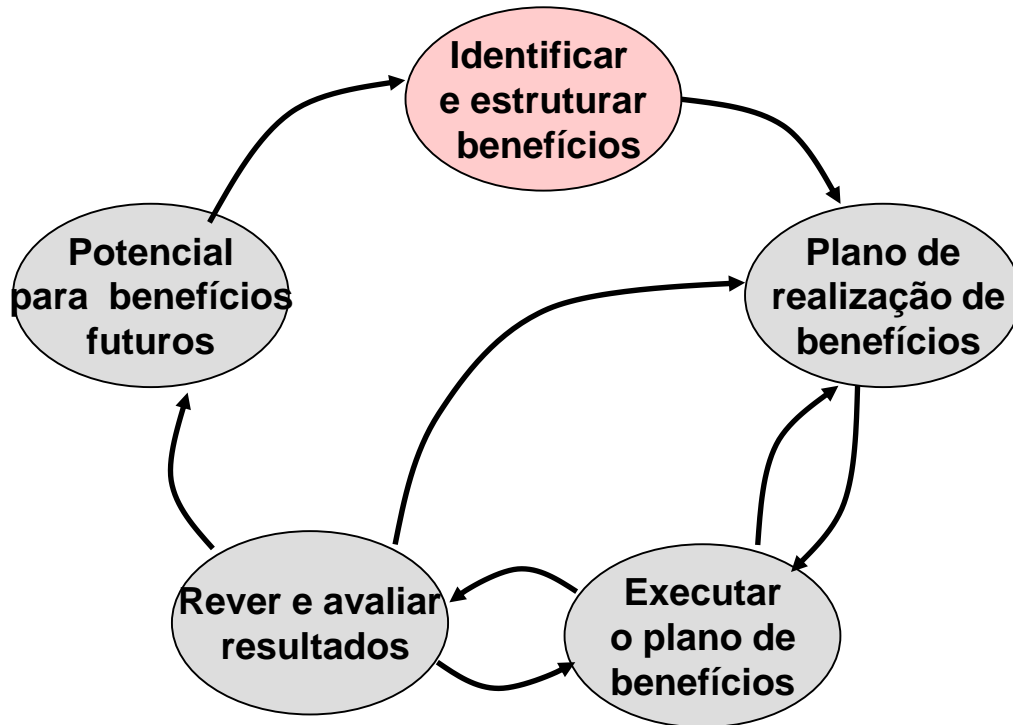 Identificar
e estruturar
benefícios
Potencial
para benefícios
futuros
Plano de
realização de
benefícios
Rever e avaliar
resultados
Executar
o plano de
benefícios